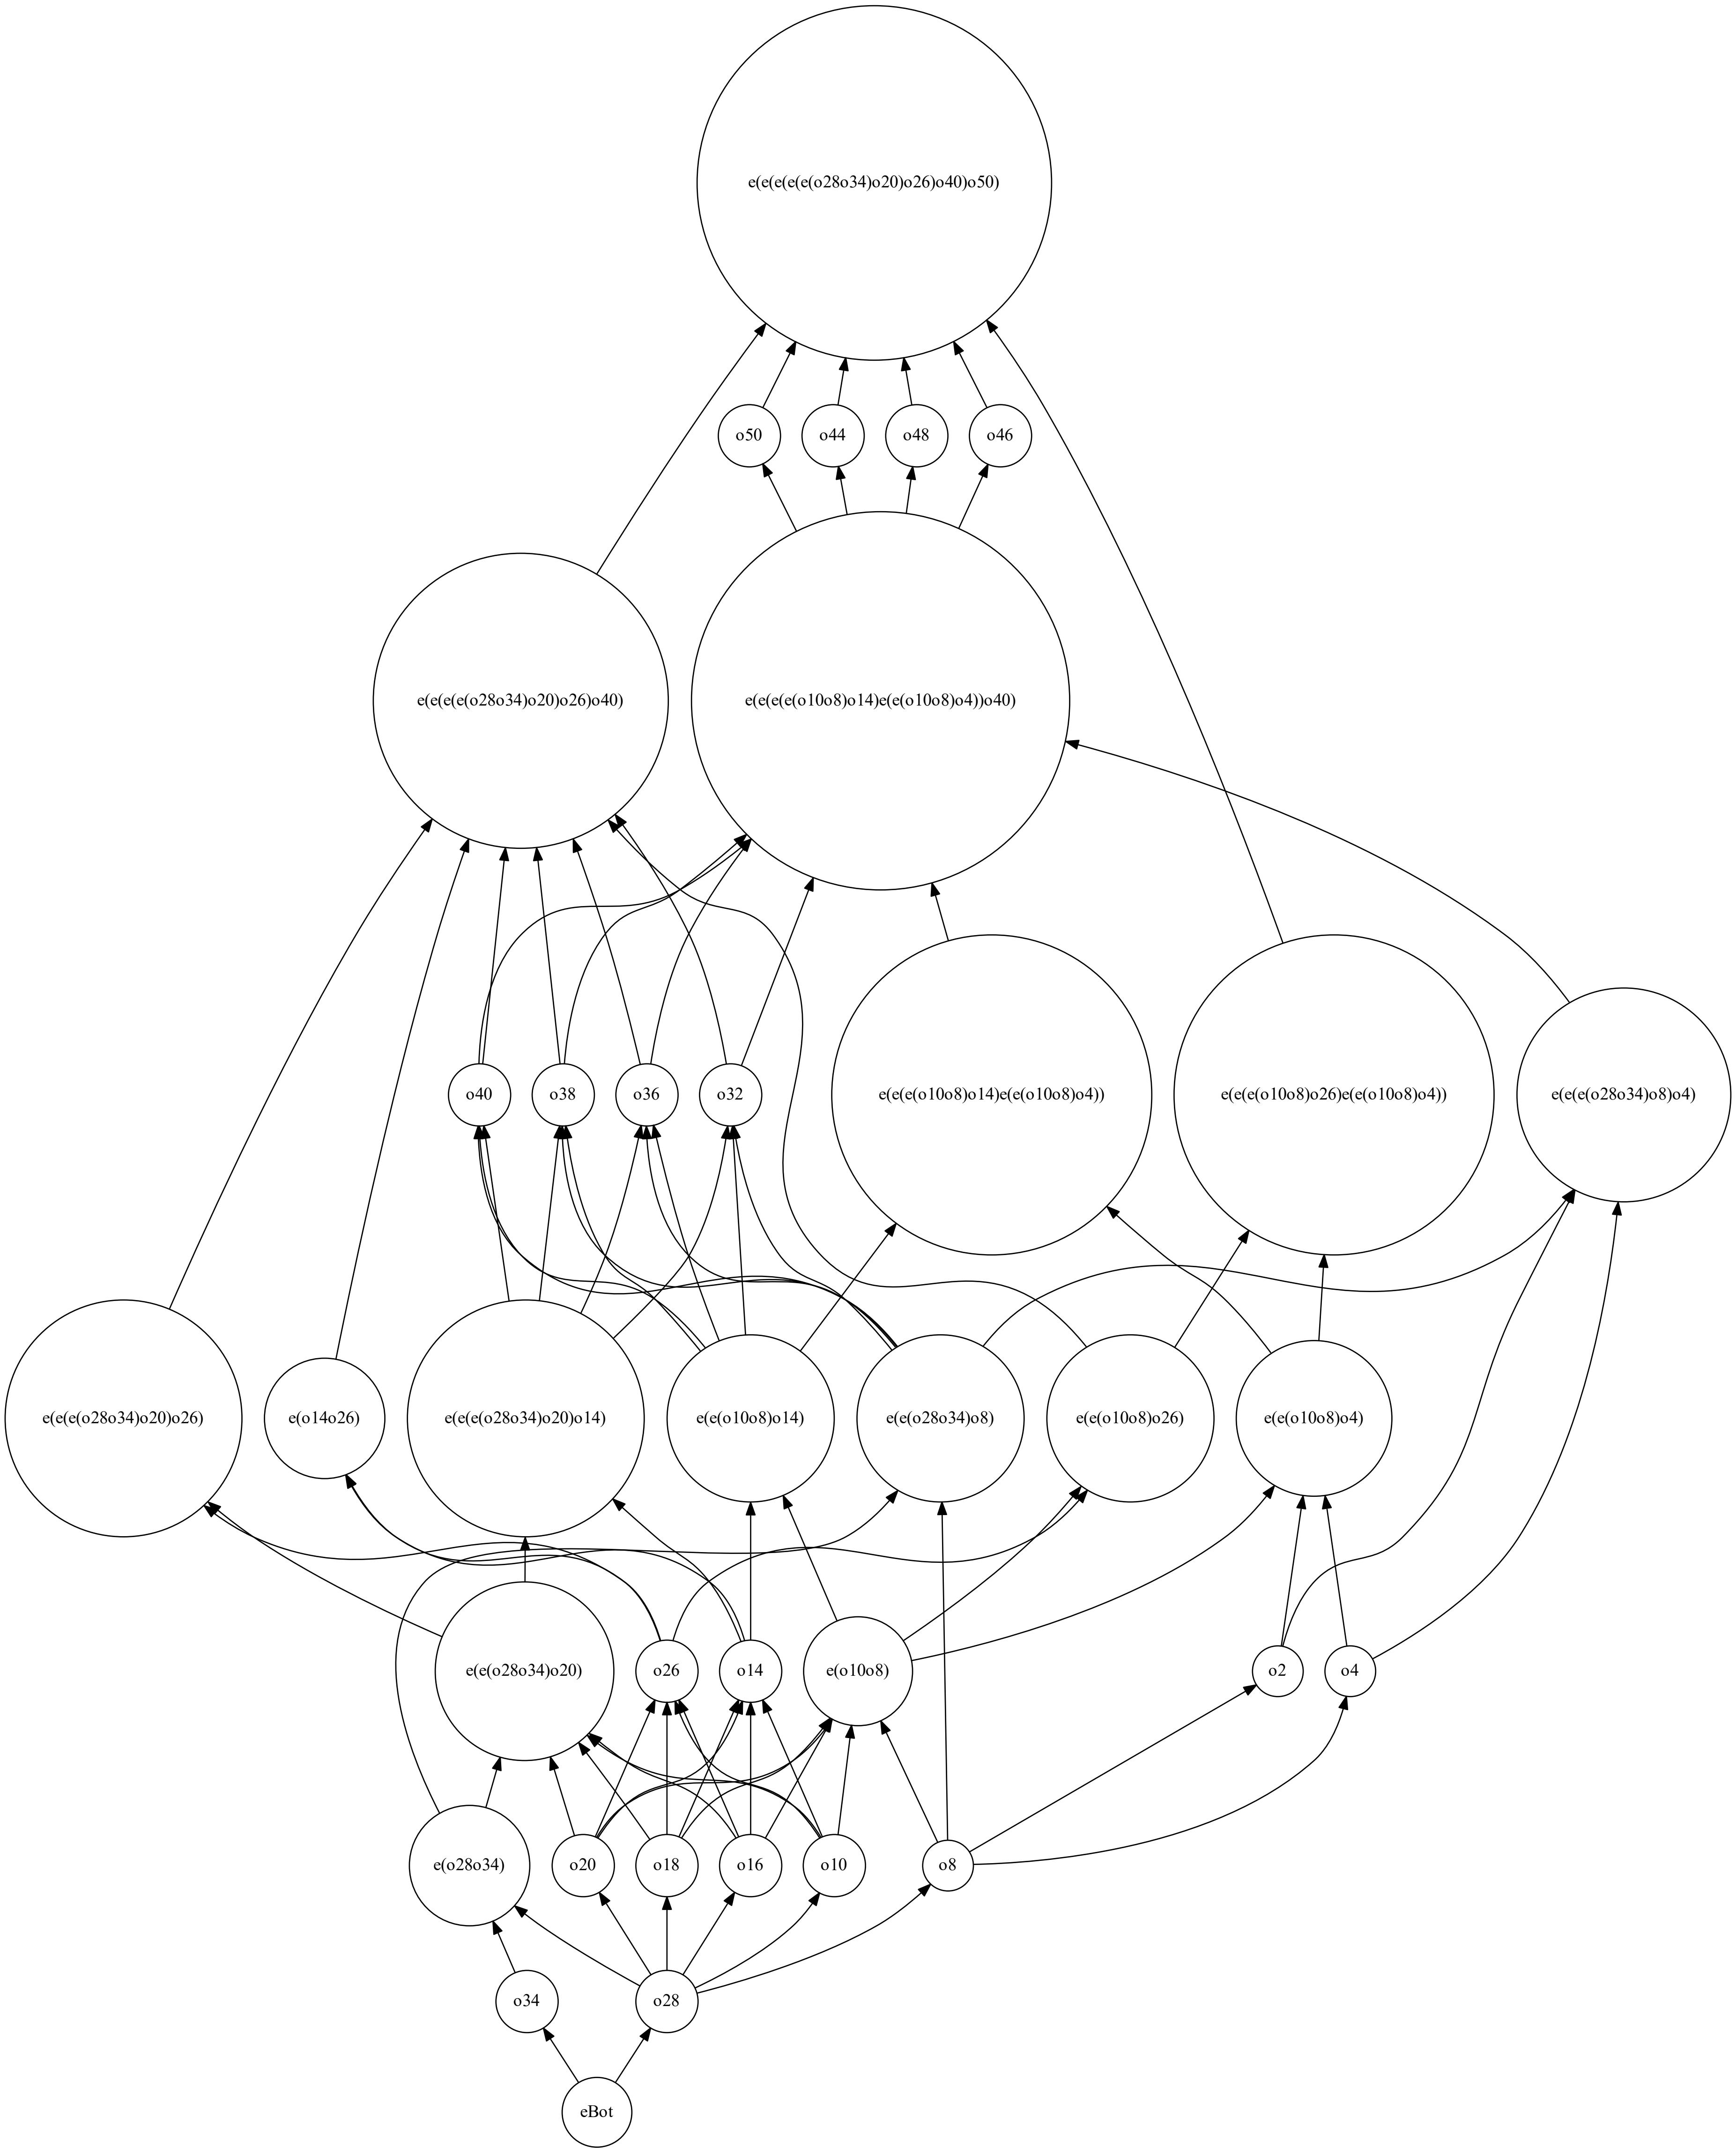 e(e(e(e(e(o28o34)o20)o26)o40)o50)
o50
o44
o48
o46
e(e(e(e(o28o34)o20)o26)o40)
e(e(e(e(o10o8)o14)e(e(o10o8)o4))o40)
o40
o38
o36
o32
e(e(e(o10o8)o14)e(e(o10o8)o4))
e(e(e(o10o8)o26)e(e(o10o8)o4))
e(e(e(o28o34)o8)o4)
e(e(e(o28o34)o20)o26)
e(o14o26)
e(e(e(o28o34)o20)o14)
e(e(o10o8)o14)
e(e(o28o34)o8)
e(e(o10o8)o26)
e(e(o10o8)o4)
e(e(o28o34)o20)
o26
o14
e(o10o8)
o2
o4
e(o28o34)
o20
o18
o16
o10
o8
o34
o28
eBot